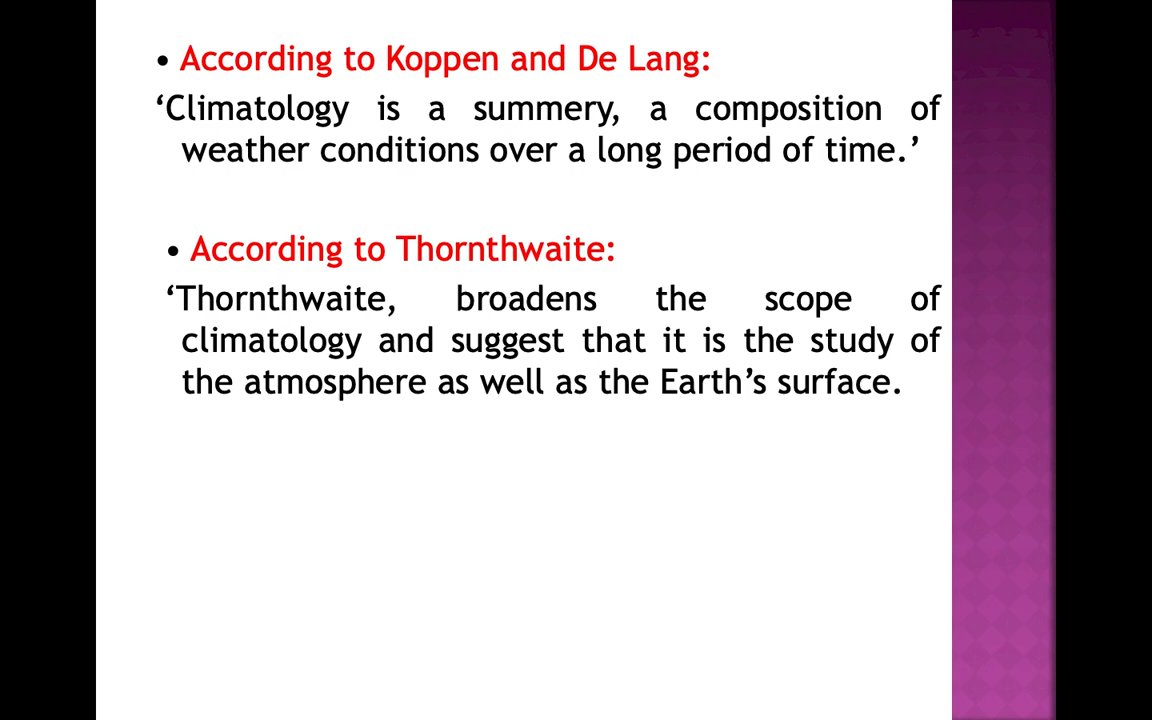 • According to Koppen and De Lang:
‘Climatology is a summery, a composition of
weather conditions over a long period of time.’
• According to Thornthwaite:
‘Thornthwaite, broadens the scope of
climatology and suggest that it is the study of
the atmosphere as well as the Earth’s surface.